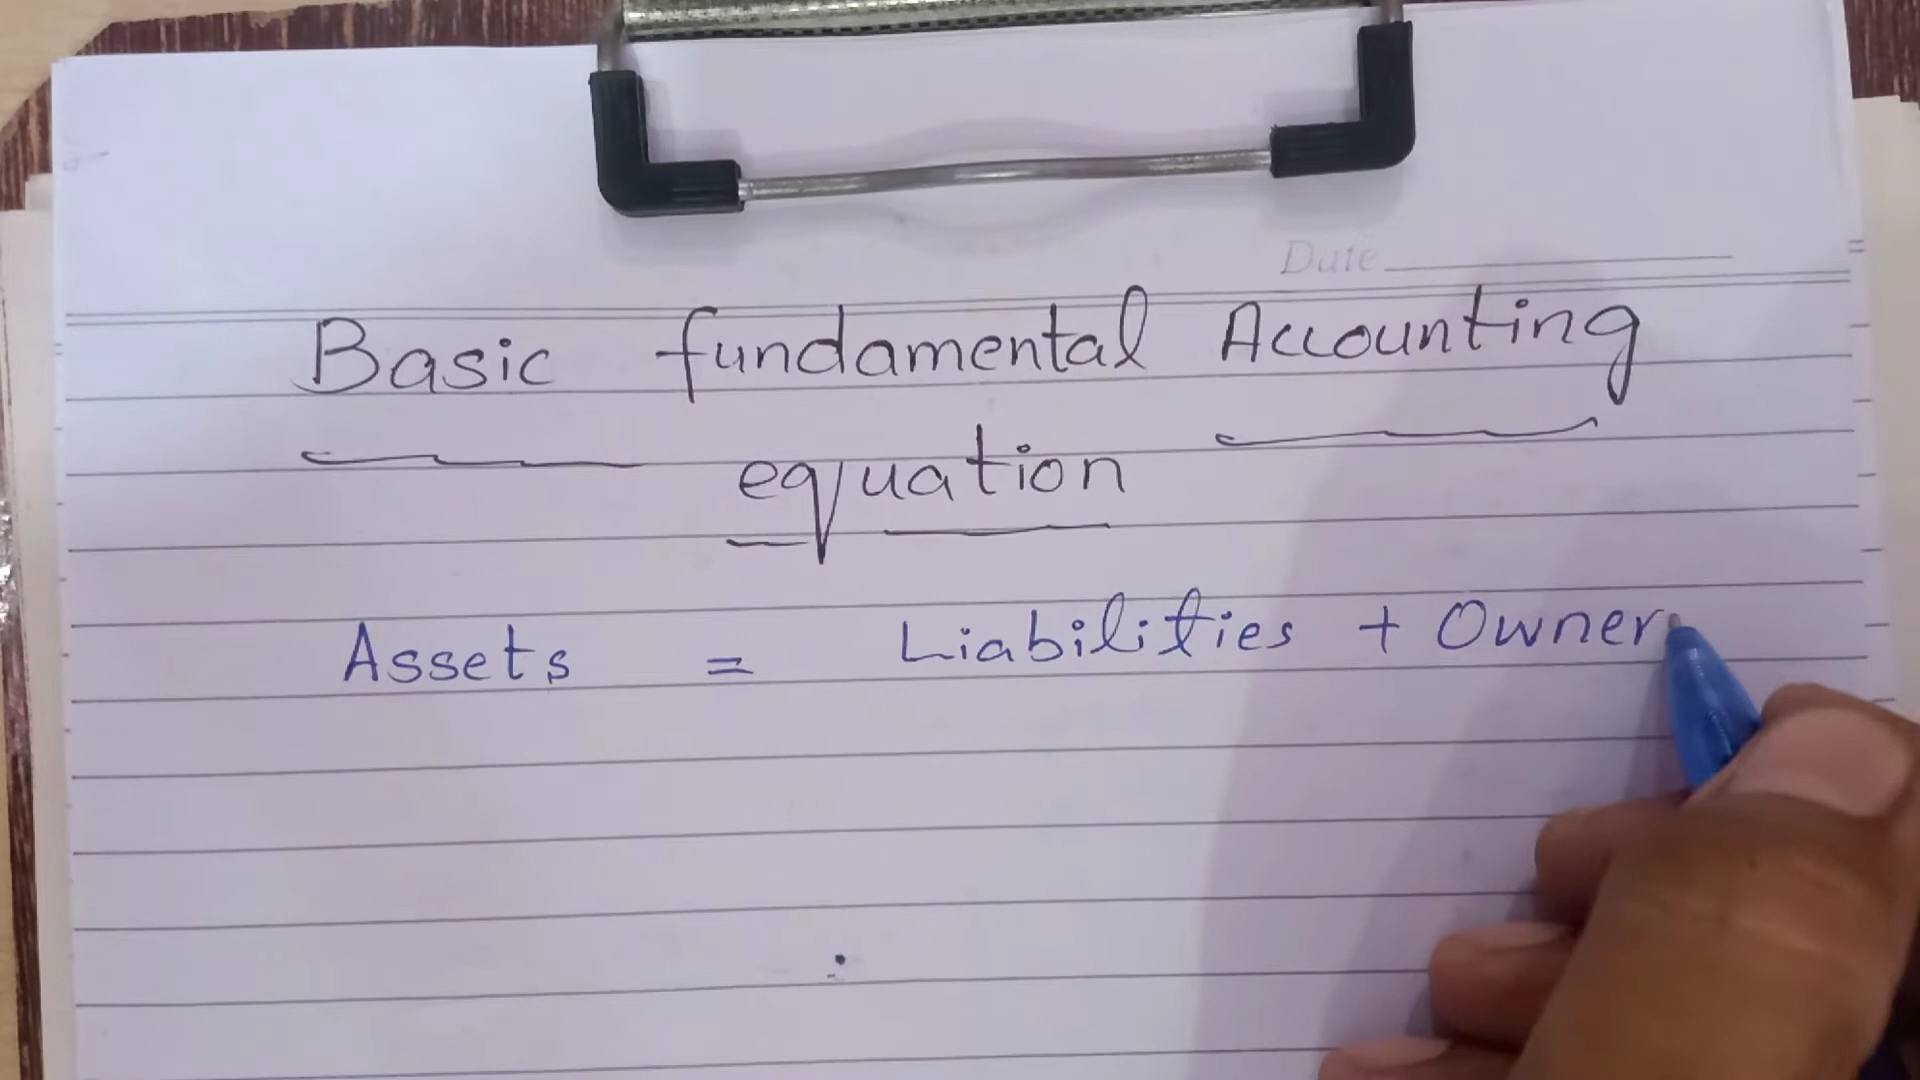 Date
Basic fundamental Accounting
equation
Assets = Liabilities + Owner